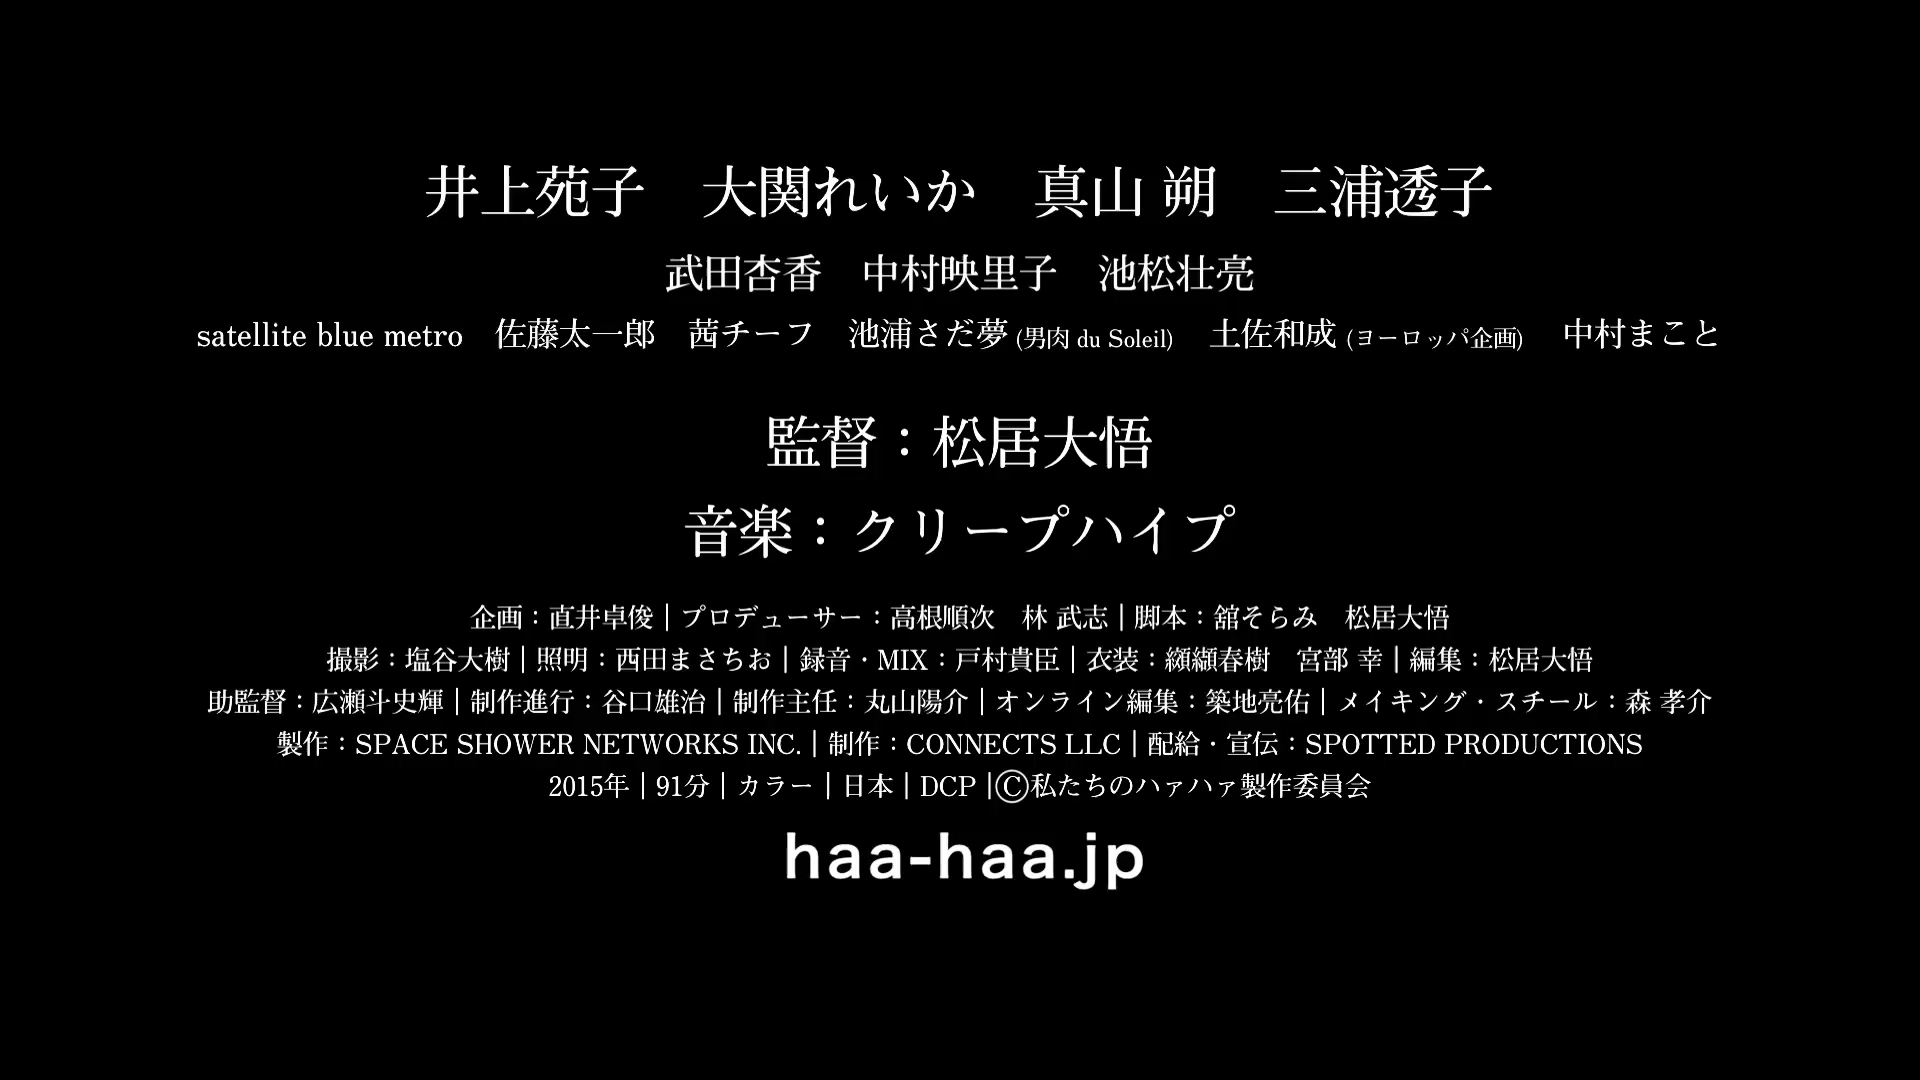 井上苑子　大関れいか　真山 朔　三浦透子
武田杏香　中村映里子　池松壮亮
satellite blue metro　佐藤太一郎　茜チーフ　池浦さだ夢 (男肉 du Soleil)　土佐和成 (ヨーロッパ企画)　中村まこと
監督：松居大悟
音楽：クリープハイプ
企画：直井卓俊｜プロデューサー：高根順次　林 武志｜脚本：舘そらみ　松居大悟
撮影：塩谷大樹｜照明：西田まさちお｜録音・MIX：戸村貴臣｜衣装：纐纈春樹　宮部 幸｜編集：松居大悟
助監督：広瀬斗史輝｜制作進行：谷口雄治｜制作主任：丸山陽介｜オンライン編集：築地亮佑｜メイキング・スチール：森 孝介
製作：SPACE SHOWER NETWORKS INC.｜制作：CONNECTS LLC｜配給・宣伝：SPOTTED PRODUCTIONS
2015年｜91分｜カラー｜日本｜DCP｜Ⓒ私たちのハァハァ製作委員会
haa-haa.jp